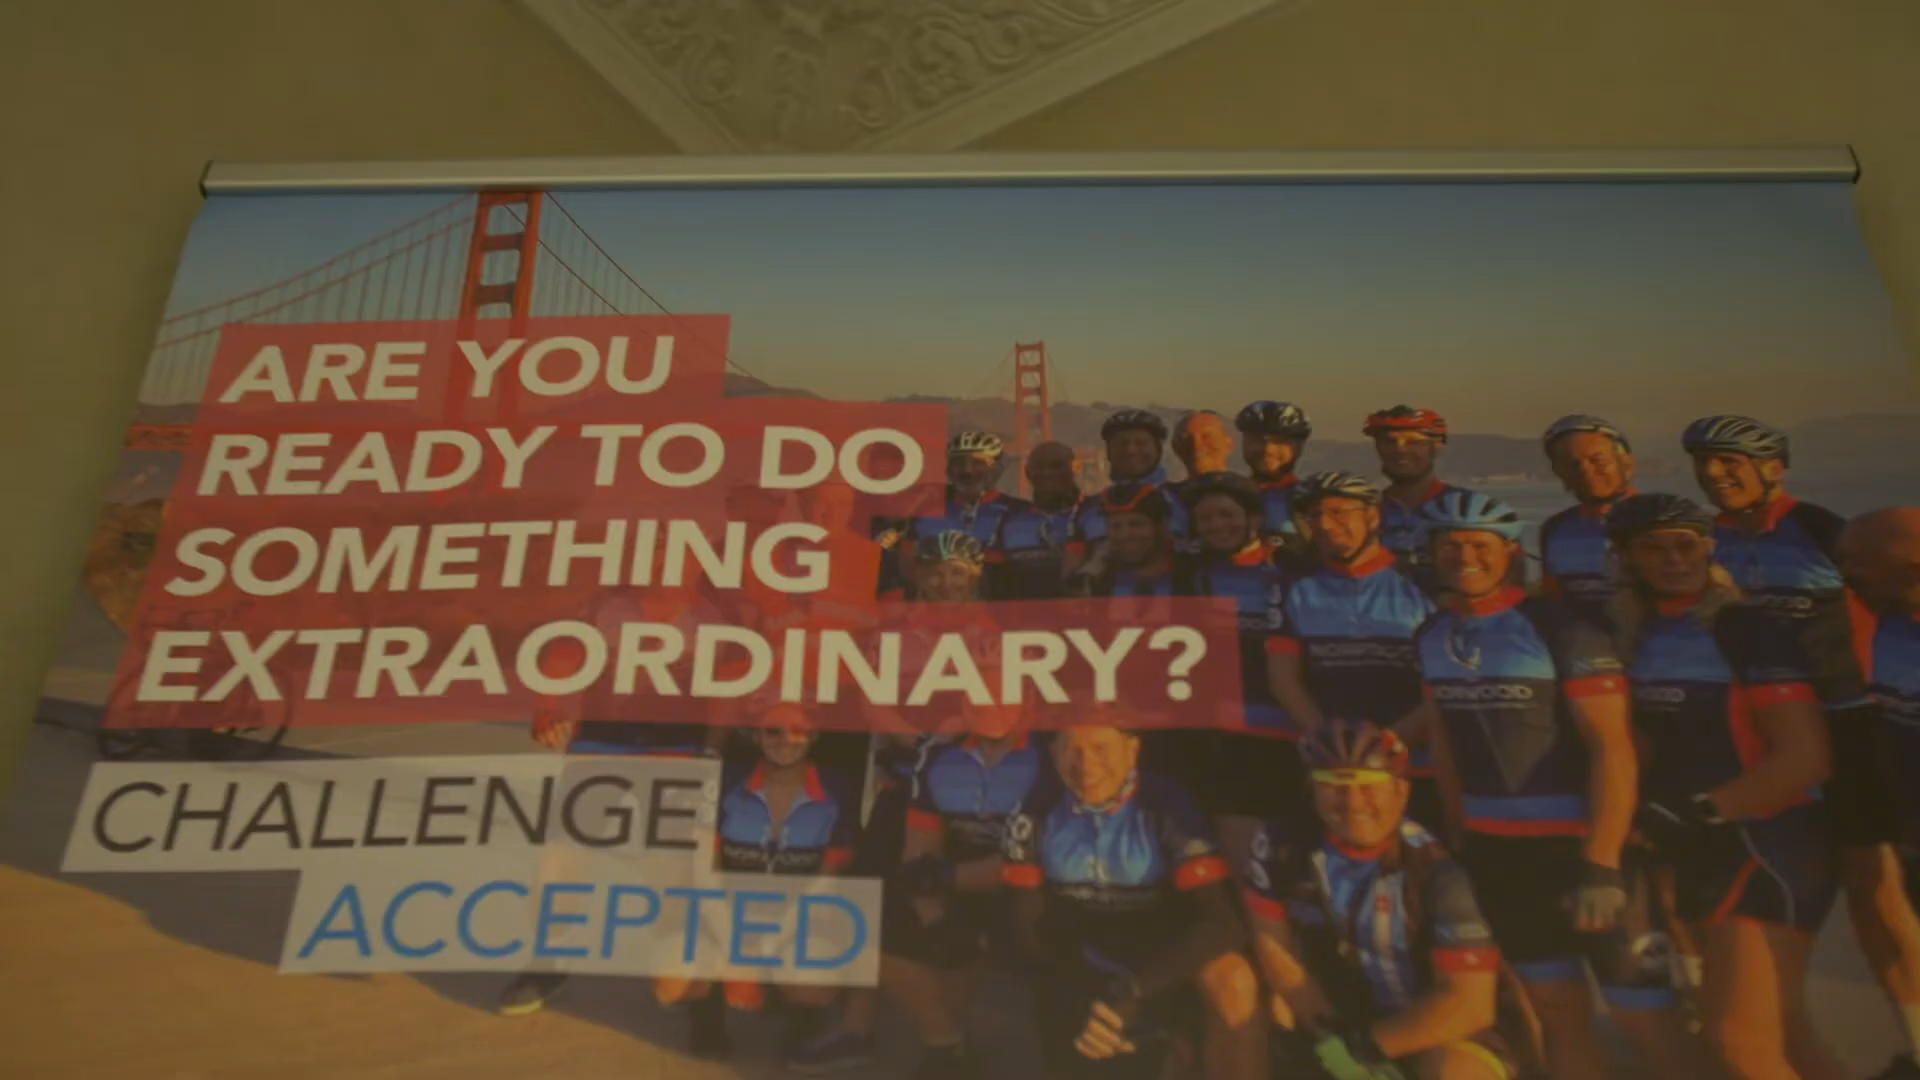 ARE YOU
READY TO DO
SOMETHING
EXTRAORDINARY?
CHALLENGE
ACCEPTED